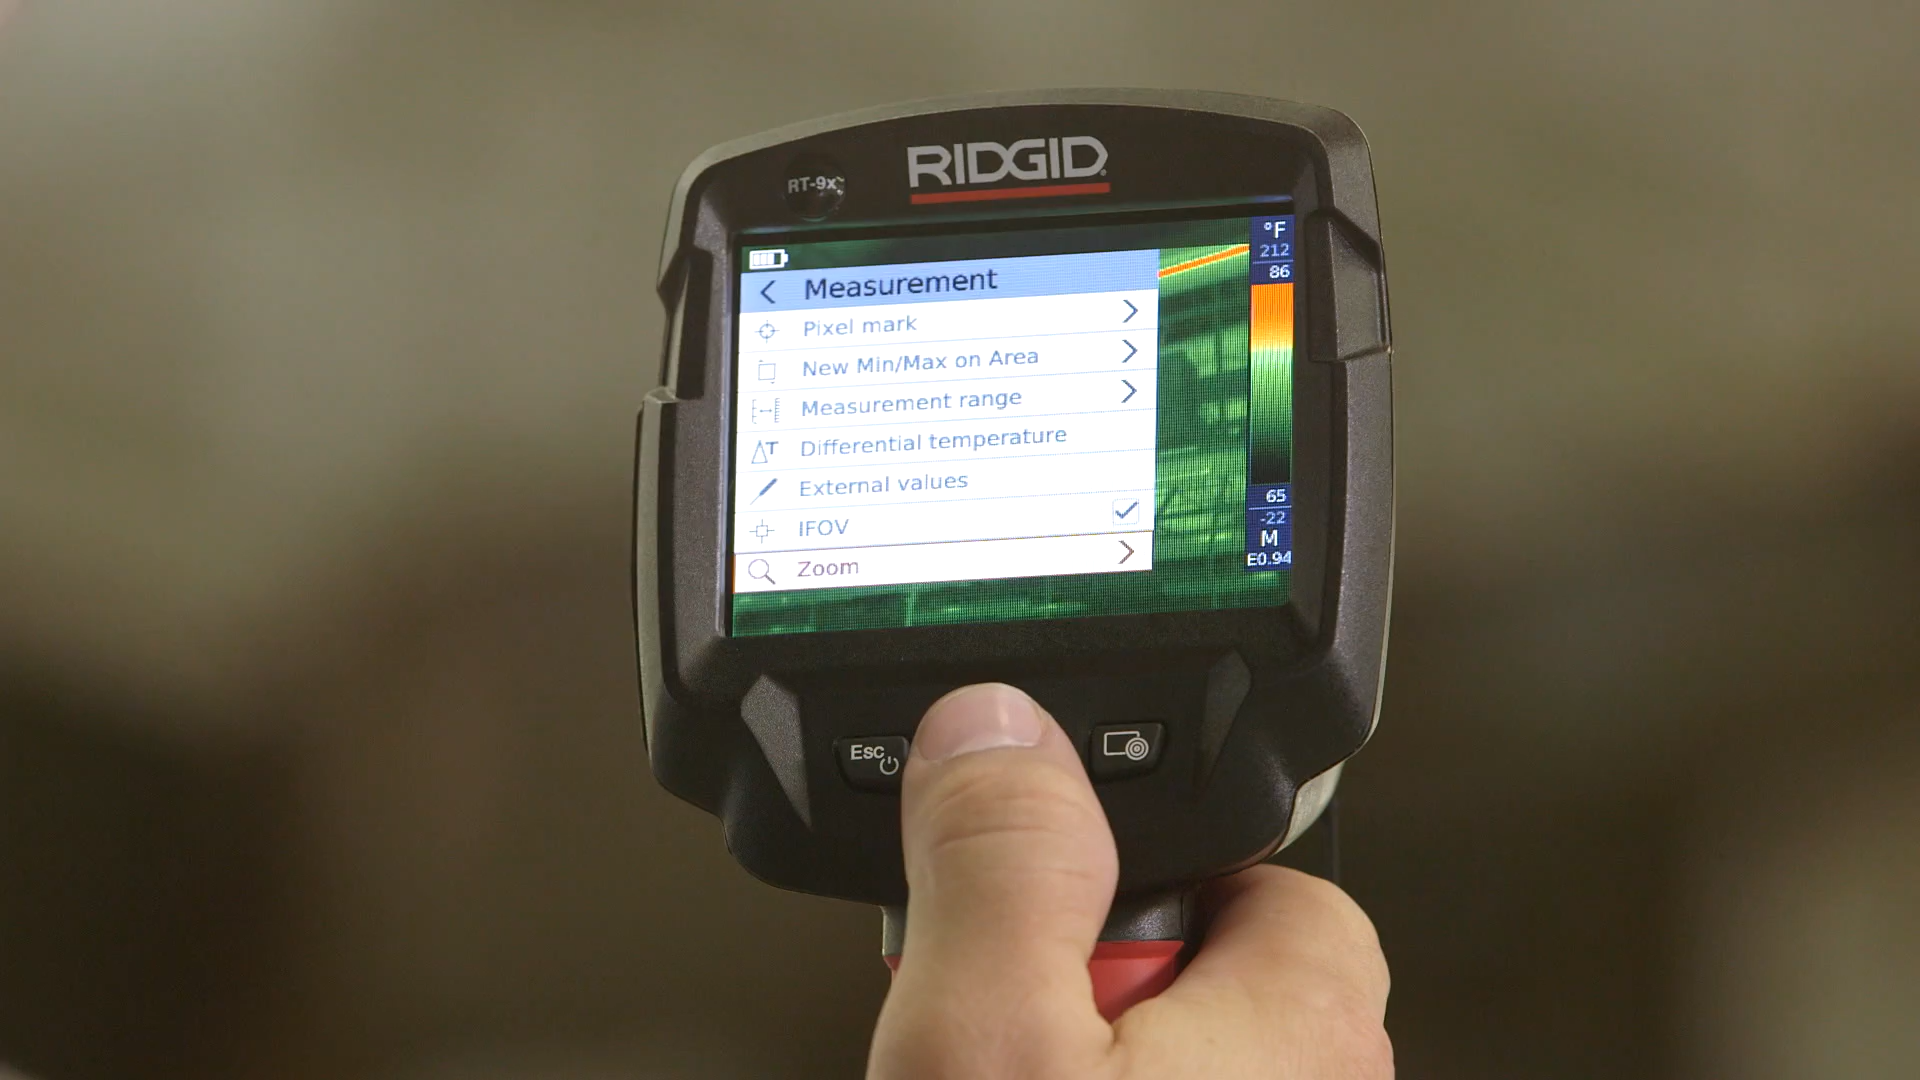 RIDGID
RT-9x
Measurement
Pixel mark
New Min/Max on Area
Measurement range
ΔT Differential temperature
External values
IFOV
Zoom
°F
212
86
65
-22
M
E0.94
Esc